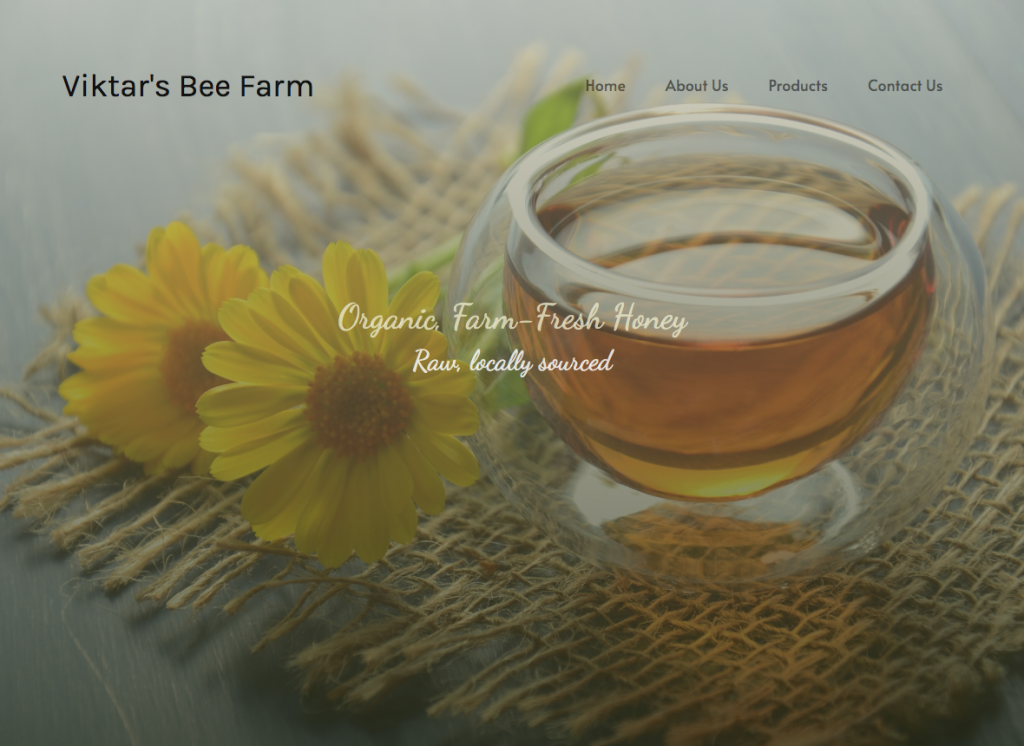 Viktar's Bee Farm
Home About Us Products Contact Us
Organic, Farm-Fresh Honey
Raw, locally sourced